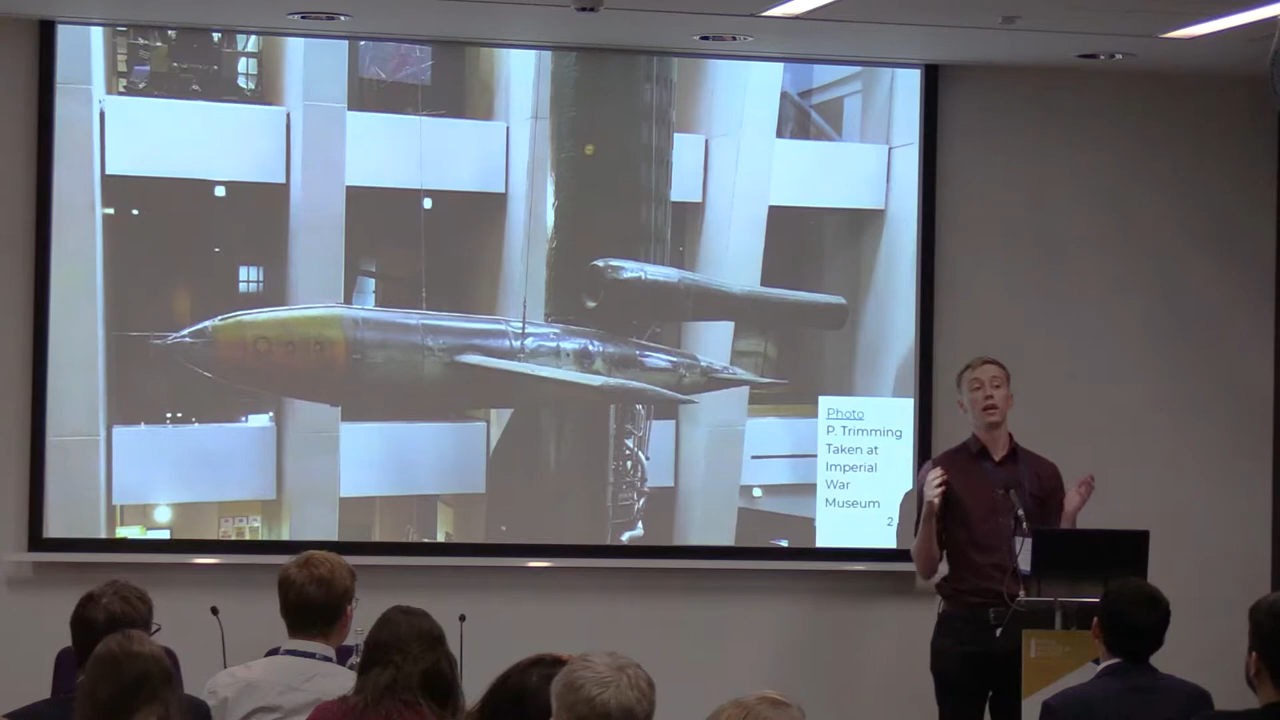 Photo
P. Trimming
Taken at
Imperial
War
Museum
2